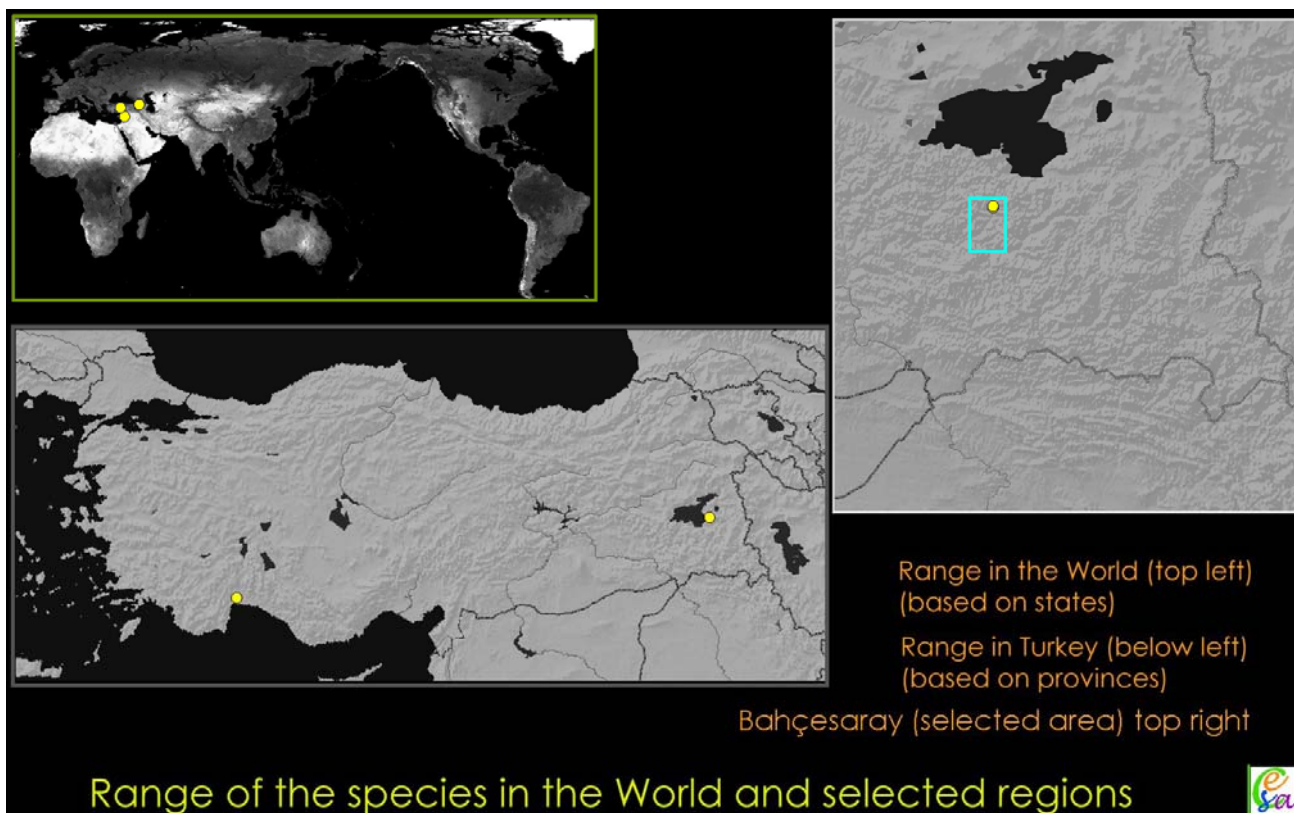 Range in the World (top left)
(based on states)
Range in Turkey (below left)
(based on provinces)
Bahçesaray (selected area) top right
Range of the species in the World and selected regions
Cesa